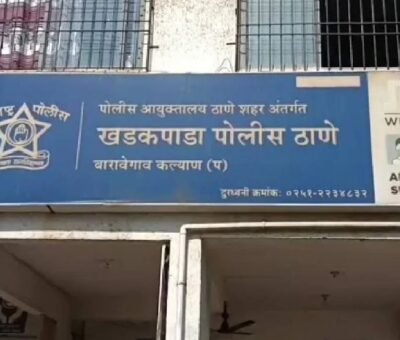 पोलीस
पोलीस आयुक्तालय ठाणे शहर अंतर्गत
खडकपाडा पोलीस ठाणे
बारावेगाव कल्याण (प)
दुरध्वनी क्रमांक: ०२५१-२२३४८३२